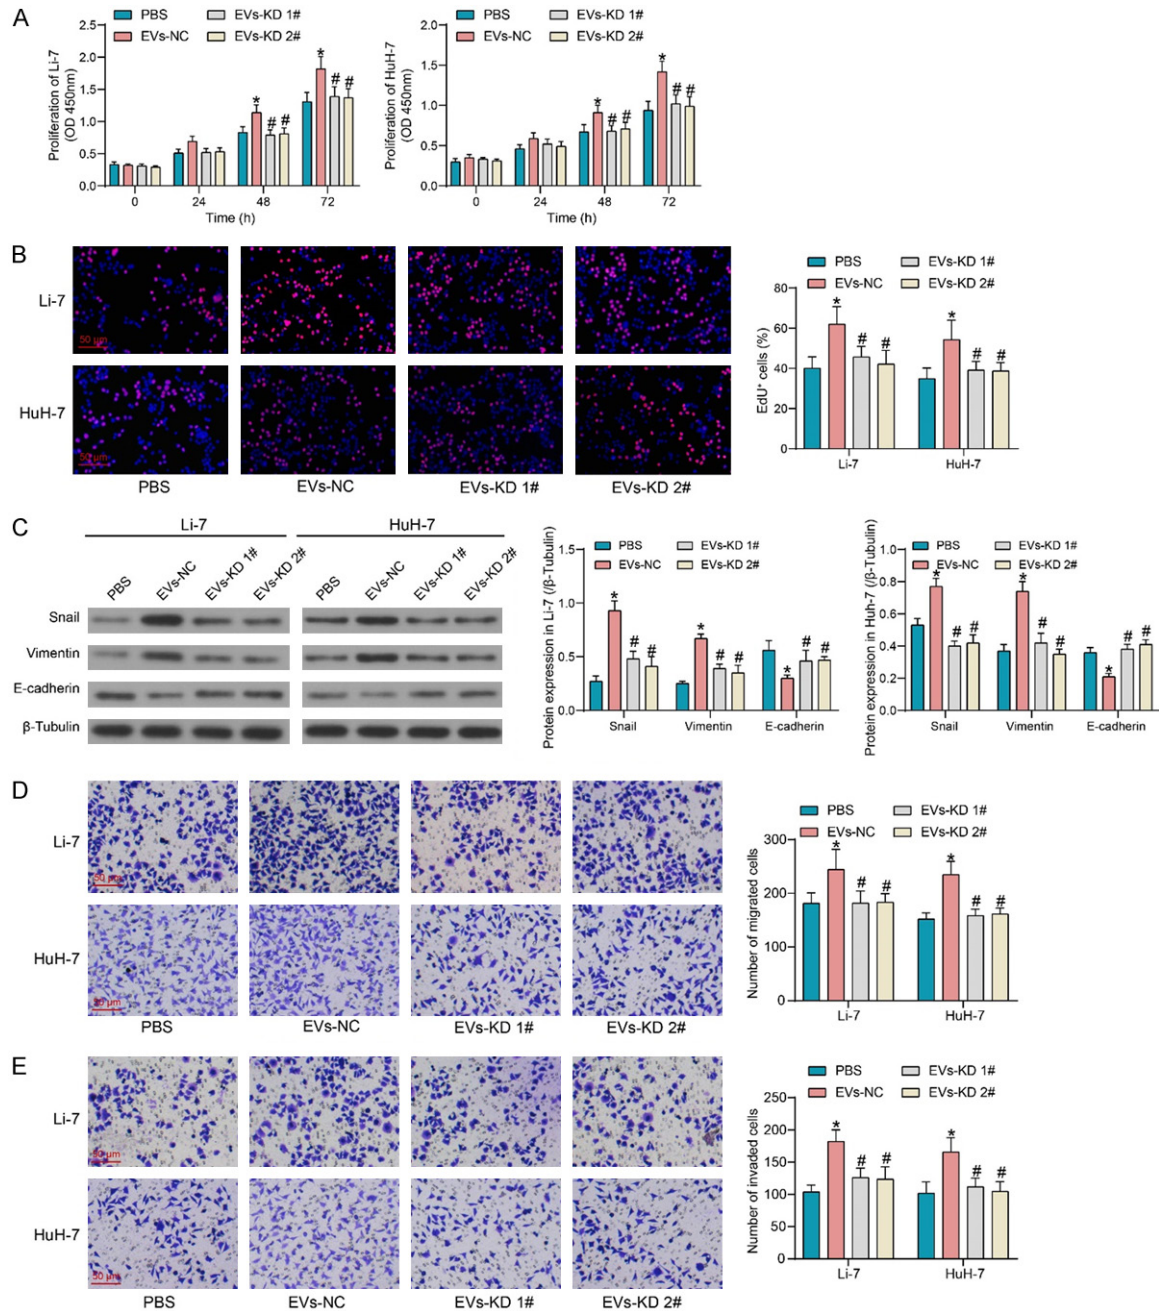 A
PBS
EVs-KD 1#
EVs-NC
EVs-KD 2#
Proliferation of Li-7
(OD 450nm)
2.5
2.0
1.5
1.0
0.5
0.0
* * # # # #
0 24 48 72
Time (h)
PBS
EVs-KD 1#
EVs-NC
EVs-KD 2#
Proliferation of HuH-7
(OD 450nm)
2.0
1.5
1.0
0.5
0.0
* * # # # #
0 24 48 72
Time (h)
B
Li-7
50 μm
HuH-7
50 μm
PBS EVs-NC EVs-KD 1# EVs-KD 2#
PBS
EVs-KD 1#
EVs-NC
EVs-KD 2#
EdU⁺ cells (%)
80
60
40
20
0
* # # * # #
Li-7 HuH-7
C
Li-7 HuH-7
PBS EVs-NC EVs-KD 1# EVs-KD 2# PBS EVs-NC EVs-KD 1# EVs-KD 2#
Snail
Vimentin
E-cadherin
β-Tubulin
Protein expression in Li-7 (/β-Tubulin)
1.5
1.0
0.5
0.0
PBS
EVs-KD 1#
EVs-NC
EVs-KD 2#
* # # * # # * # #
Snail Vimentin E-cadherin
Protein expression in Huh-7 (/β-Tubulin)
1.0
0.8
0.6
0.4
0.2
0.0
PBS
EVs-KD 1#
EVs-NC
EVs-KD 2#
* # # * # # * # #
Snail Vimentin E-cadherin
D
Li-7
50 μm
HuH-7
50 μm
PBS EVs-NC EVs-KD 1# EVs-KD 2#
PBS
EVs-KD 1#
EVs-NC
EVs-KD 2#
Number of migrated cells
300
200
100
0
* # # * # #
Li-7 HuH-7
E
Li-7
50 μm
HuH-7
50 μm
PBS EVs-NC EVs-KD 1# EVs-KD 2#
PBS
EVs-KD 1#
EVs-NC
EVs-KD 2#
Number of invaded cells
250
200
150
100
50
0
* # # * # #
Li-7 HuH-7